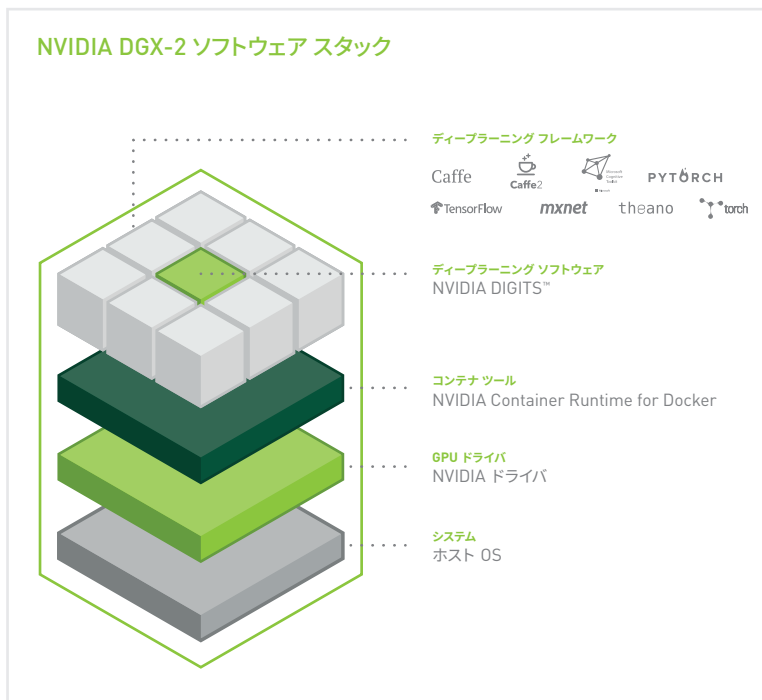 NVIDIA DGX-2 ソフトウェア スタック
ディープラーニング フレームワーク
Caffe
Caffe2
Microsoft
Cognitive
Toolkit
Microsoft
PYTORCH
TensorFlow
mxnet
theano
torch
ディープラーニング ソフトウェア
NVIDIA DIGITS™
コンテナ ツール
NVIDIA Container Runtime for Docker
GPU ドライバ
NVIDIA ドライバ
システム
ホスト OS